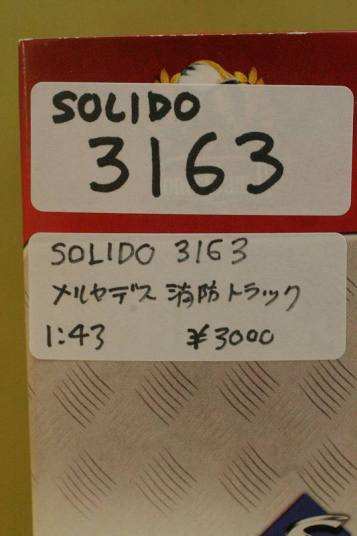 SOLIDO
3163
SOLIDO 3163
メルセデス 消防トラック
1:43 ¥3000